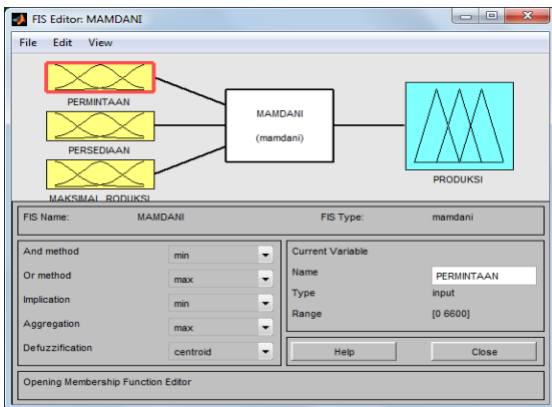 FIS Editor: MAMDANI
File Edit View
PERMINTAAN
PERSEDIAAN
MAKSIMAL RODUKSI
MAMDANI
(mamdani)
PRODUKSI
FIS Name: MAMDANI FIS Type: mamdani
And method min
Or method max
Implication min
Aggregation max
Defuzzification centroid
Current Variable
Name PERMINTAAN
Type input
Range [0 6600]
Help Close
Opening Membership Function Editor